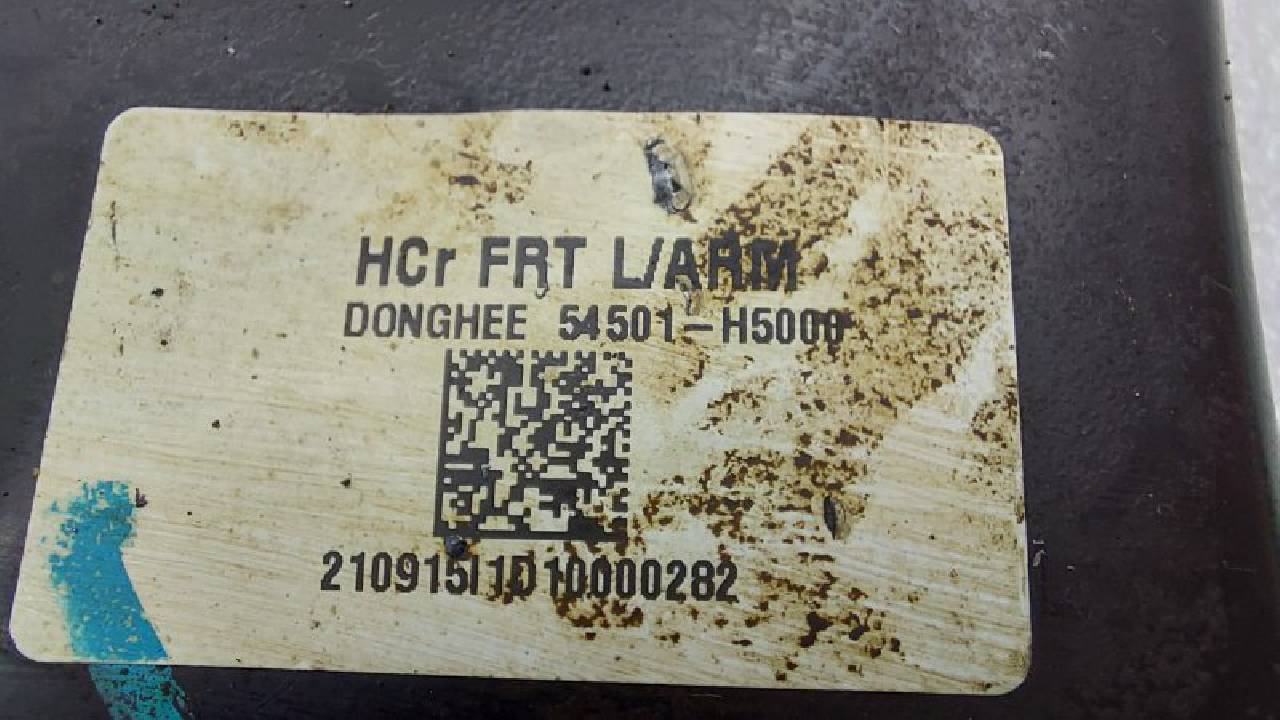 HCr FRT L/ARM
DONGHEE 54501-H5000
210915I1D10000282